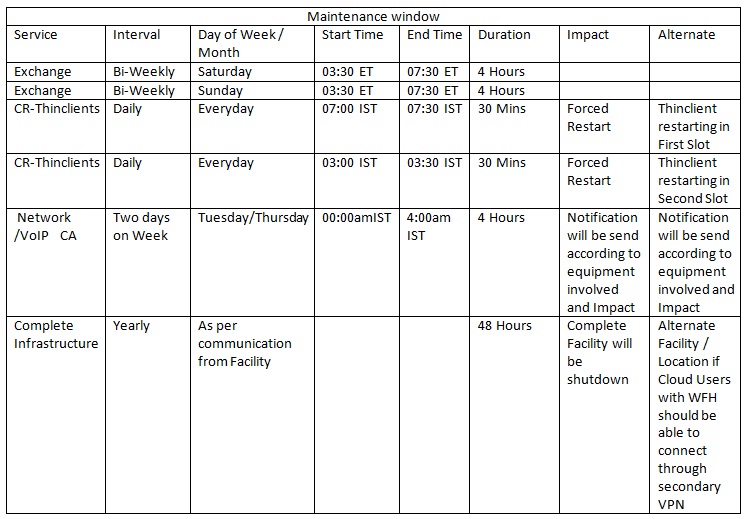 Maintenance window
Service Interval Day of Week / Start Time End Time Duration Impact Alternate
Month
Exchange Bi-Weekly Saturday 03:30 ET 07:30 ET 4 Hours
Exchange Bi-Weekly Sunday 03:30 ET 07:30 ET 4 Hours
CR-Thinclients Daily Everyday 07:00 IST 07:30 IST 30 Mins Forced Thinclient
Restart restarting in
First Slot
CR-Thinclients Daily Everyday 03:00 IST 03:30 IST 30 Mins Forced Thinclient
Restart restarting in
Second Slot
Network Two days Tuesday/Thursday 00:00amIST 4:00am 4 Hours Notification Notification
/VoIP CA on Week IST will be send will be send
according to according to
equipment equipment
involved involved and
and Impact Impact
Complete Yearly As per 48 Hours Complete Alternate
Infrastructure communication Facility will Facility /
from Facility be Location if
shutdown Cloud Users
with WFH
should be
able to
connect
through
secondary
VPN